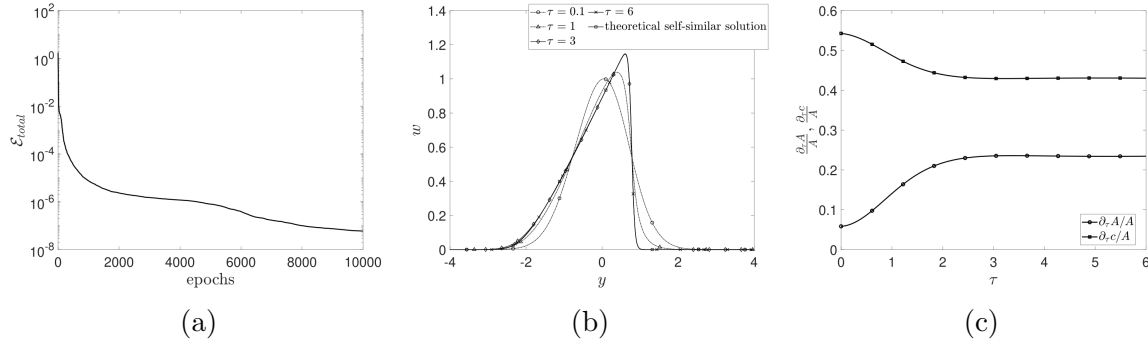 10^2
10^0
10^-2
10^-4
10^-6
10^-8
ℰ_total
0 2000 4000 6000 8000 10000
epochs
(a)
τ = 0.1
τ = 1
τ = 3
τ = 6
theoretical self-similar solution
1.4
1.2
1
0.8
0.6
0.4
0.2
0
w
-4 -2 0 2 4
y
(b)
0.6
0.5
0.4
0.3
0.2
0.1
0
∂_τA/A, ∂_τc/A
∂_τA/A
∂_τc/A
0 1 2 3 4 5 6
τ
(c)